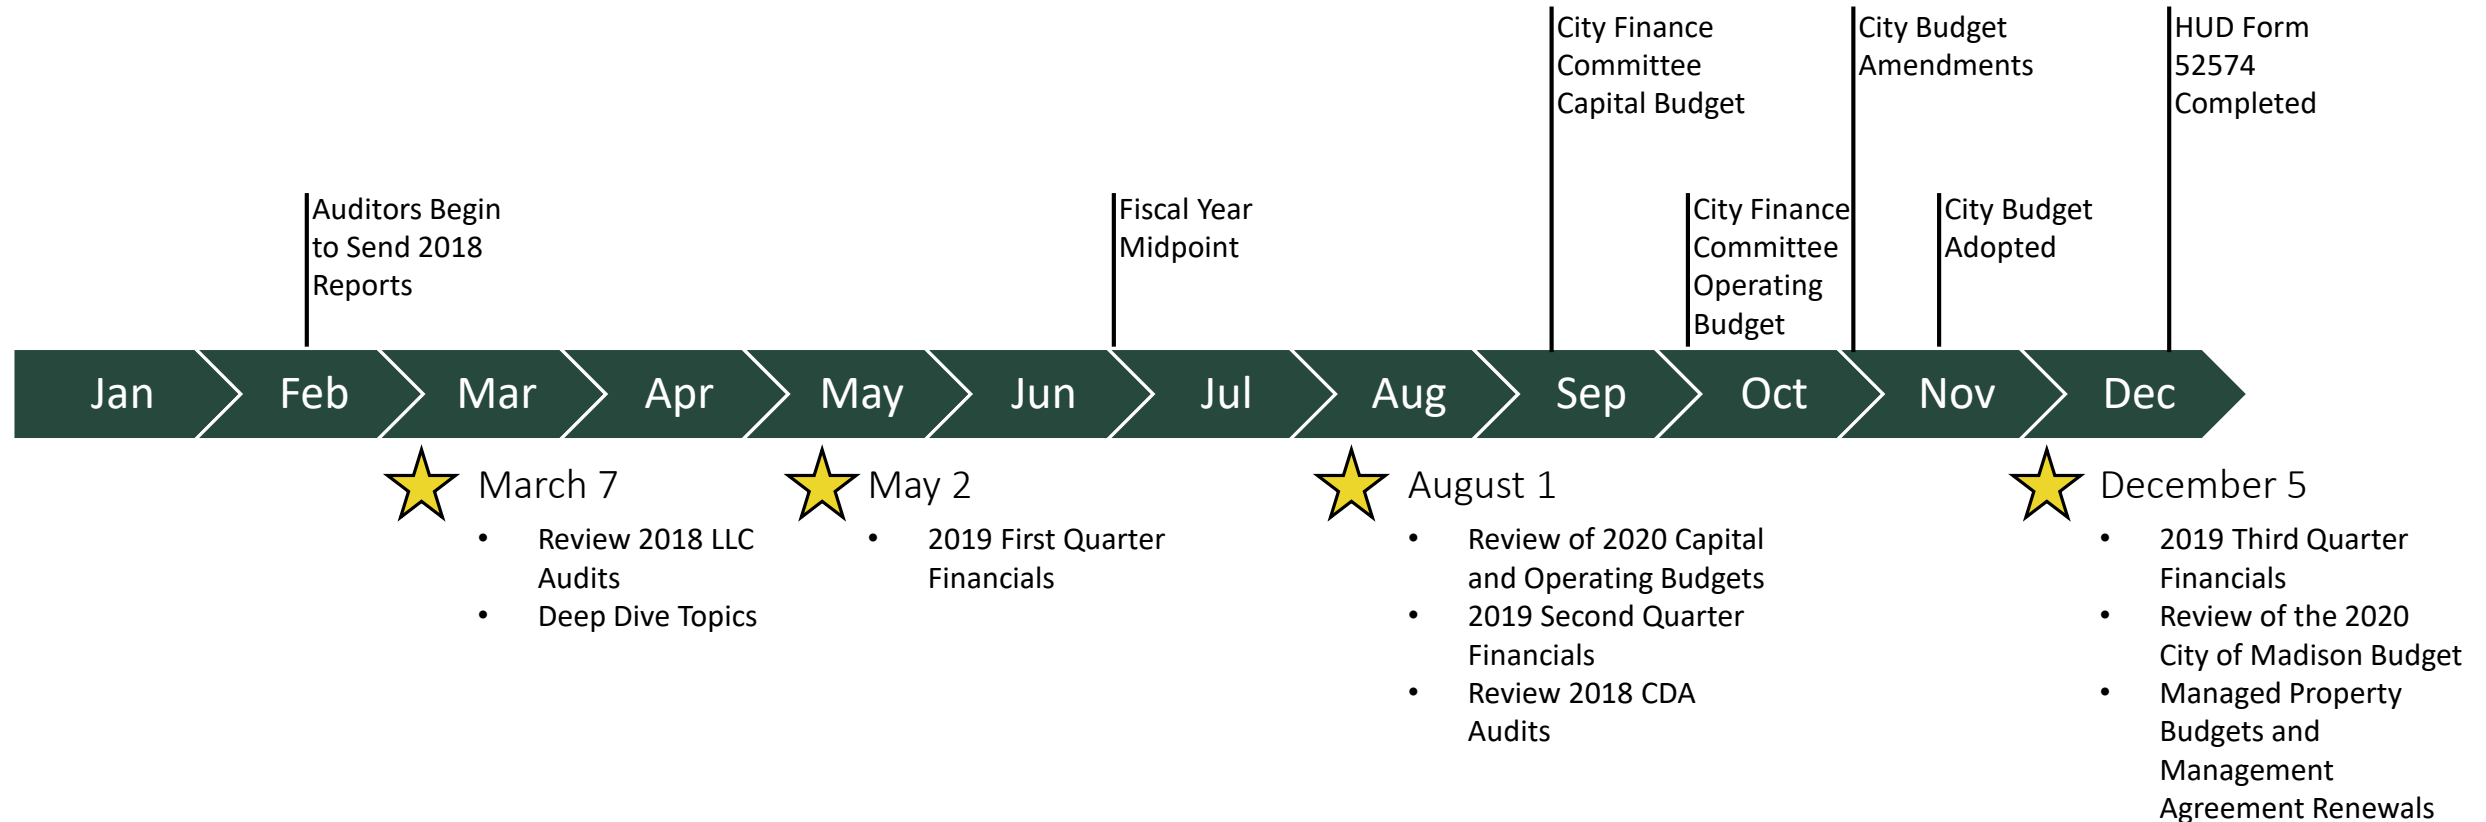 City Finance
Committee
Capital Budget
City Budget
Amendments
HUD Form
52574
Completed
Auditors Begin
to Send 2018
Reports
Fiscal Year
Midpoint
City Finance
Committee
Operating
Budget
City Budget
Adopted
Jan
Feb
Mar
Apr
May
Jun
Jul
Aug
Sep
Oct
Nov
Dec
March 7
• Review 2018 LLC
Audits
• Deep Dive Topics
May 2
• 2019 First Quarter
Financials
August 1
• Review of 2020 Capital
and Operating Budgets
• 2019 Second Quarter
Financials
• Review 2018 CDA
Audits
December 5
• 2019 Third Quarter
Financials
• Review of the 2020
City of Madison Budget
• Managed Property
Budgets and
Management
Agreement Renewals